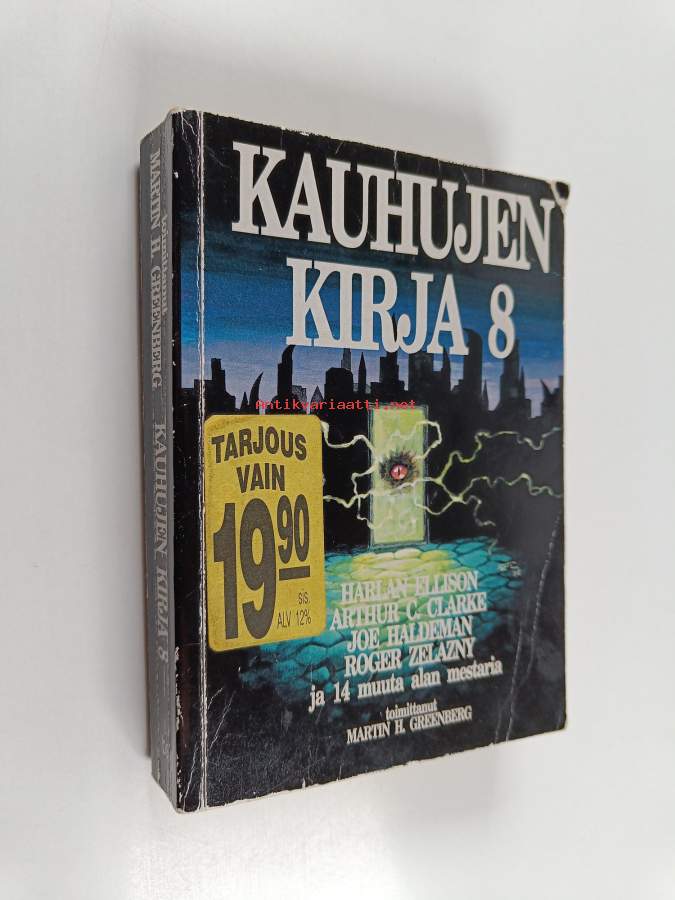 KAUHUJEN
KIRJA 8
Antikvariaatti.net
TARJOUS
VAIN
19 90
sis.
ALV 12%
HARLAN ELLISON
ARTHUR C. CLARKE
JOE HALDEMAN
ROGER ZELAZNY
ja 14 muuta alan mestaria
toimittanut
MARTIN H. GREENBERG
toimittanut
MARTIN H. GREENBERG
KAUHUJEN KIRJA 8